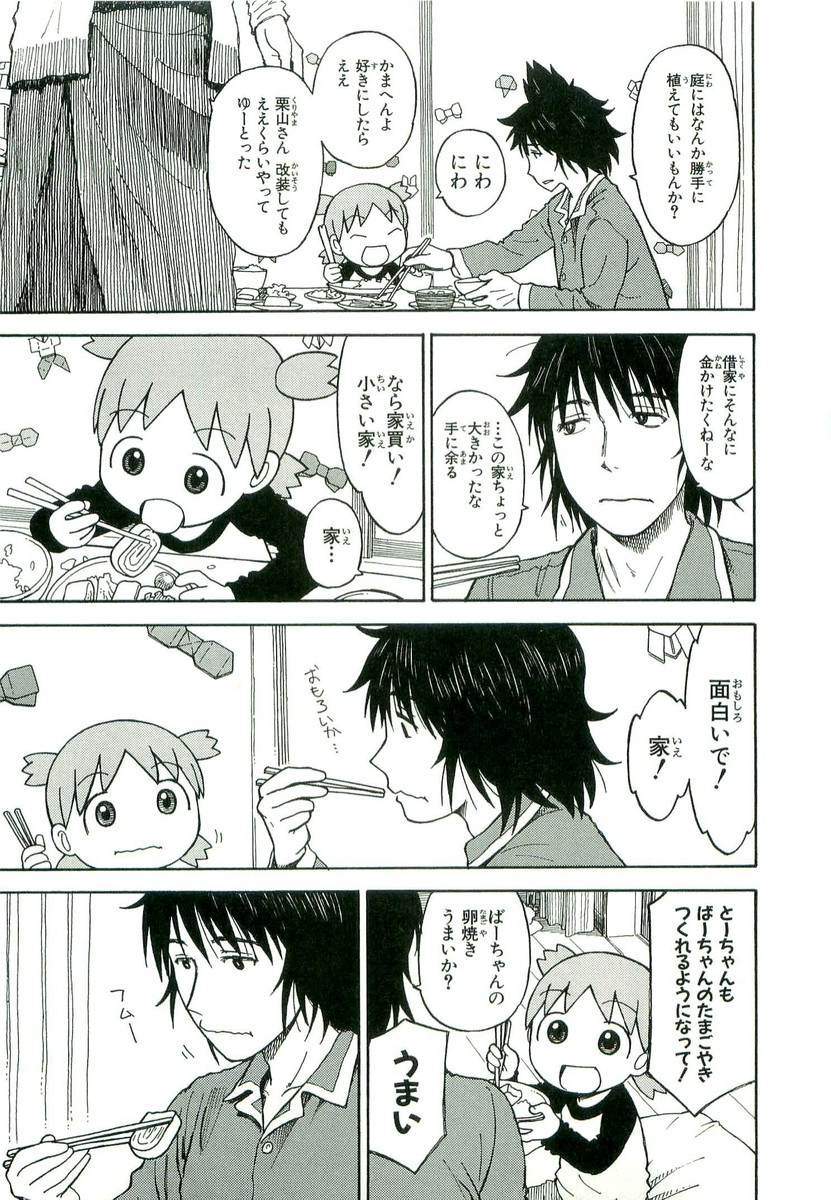 庭にはなんか勝手に
植えてもいいもんか?
にわ
にわ
かまへんよ
好きにしたら
ええ
栗山さん 改装しても
ええくらいやって
ゆーとった
借家にそんなに
金かけたくねーな
…この家ちょっと
大きかったな
手に余る
なら家買い!
小さい家!
家…
面白いで!
家!
おもろいか…
とーちゃんも
ばーちゃんのたまごやき
つくれるようになって!
ばーちゃんの
卵焼き
うまいか?
うまい
フムー